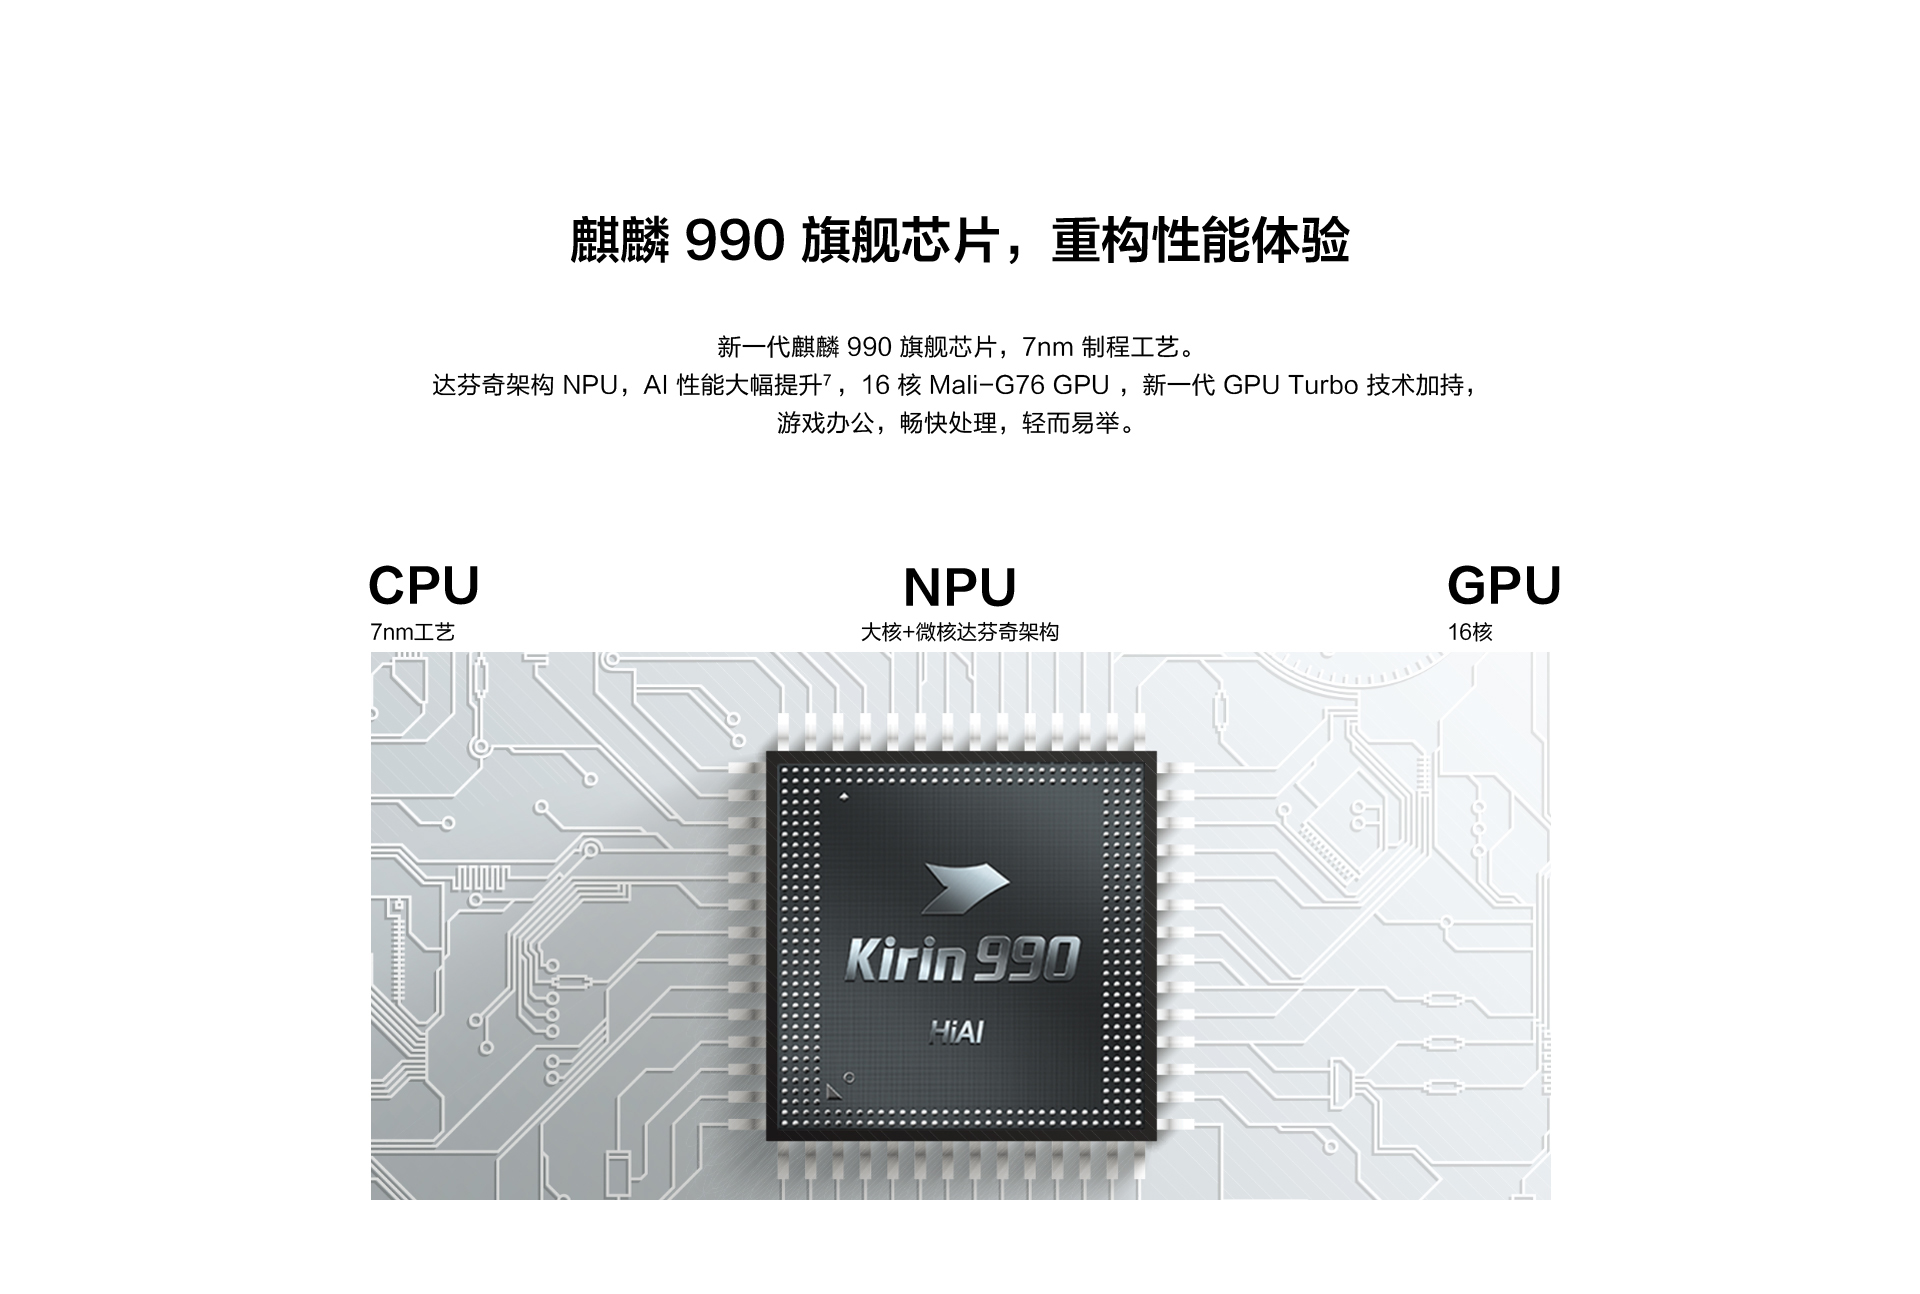 麒麟 990 旗舰芯片，重构性能体验
新一代麒麟 990 旗舰芯片，7nm 制程工艺。
达芬奇架构 NPU，AI 性能大幅提升⁷ ，16 核 Mali-G76 GPU ，新一代 GPU Turbo 技术加持，
游戏办公，畅快处理，轻而易举。
CPU
7nm工艺
NPU
大核+微核达芬奇架构
GPU
16核
Kirin 990
HiAI